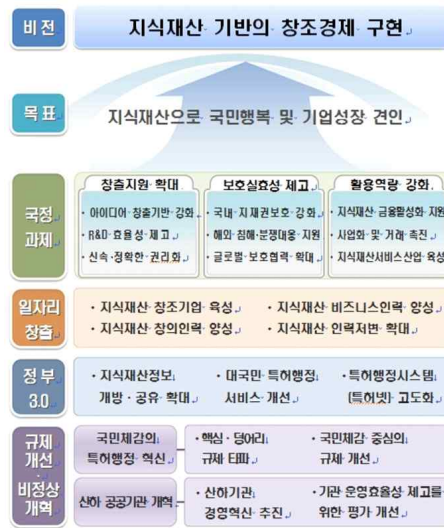 비전
지식재산 기반의 창조경제 구현
목표
지식재산으로 국민행복 및 기업성장 견인
국정
과제
창출지원 확대
· 아이디어 창출기반 강화
· R&D 효율성 제고
· 신속·정확한 권리화
보호실효성 제고
· 국내 지재권보호 강화
· 해외 침해·분쟁대응 지원
· 글로벌 보호협력 확대
활용역량 강화
· 지식재산 금융활성화 지원
· 사업화 및 거래 촉진
· 지식재산서비스산업 육성
일자리
창출
· 지식재산 창조기업 육성
· 지식재산 비즈니스인력 양성
· 지식재산 창의인력 양성
· 지식재산 인력저변 확대
정부
3.0
· 지식재산정보
개방·공유 확대
· 대국민 특허행정
서비스 개선
· 특허행정시스템
(특허넷) 고도화
규제
개선
·
비정상
개혁
국민체감의
특허행정 혁신
· 핵심·덩어리
규제 타파
· 국민체감 중심의
규제 개선
산하 공공기관 개혁
· 산하기관
경영혁신 추진
· 기관 운영효율성 제고를
위한 평가 개선